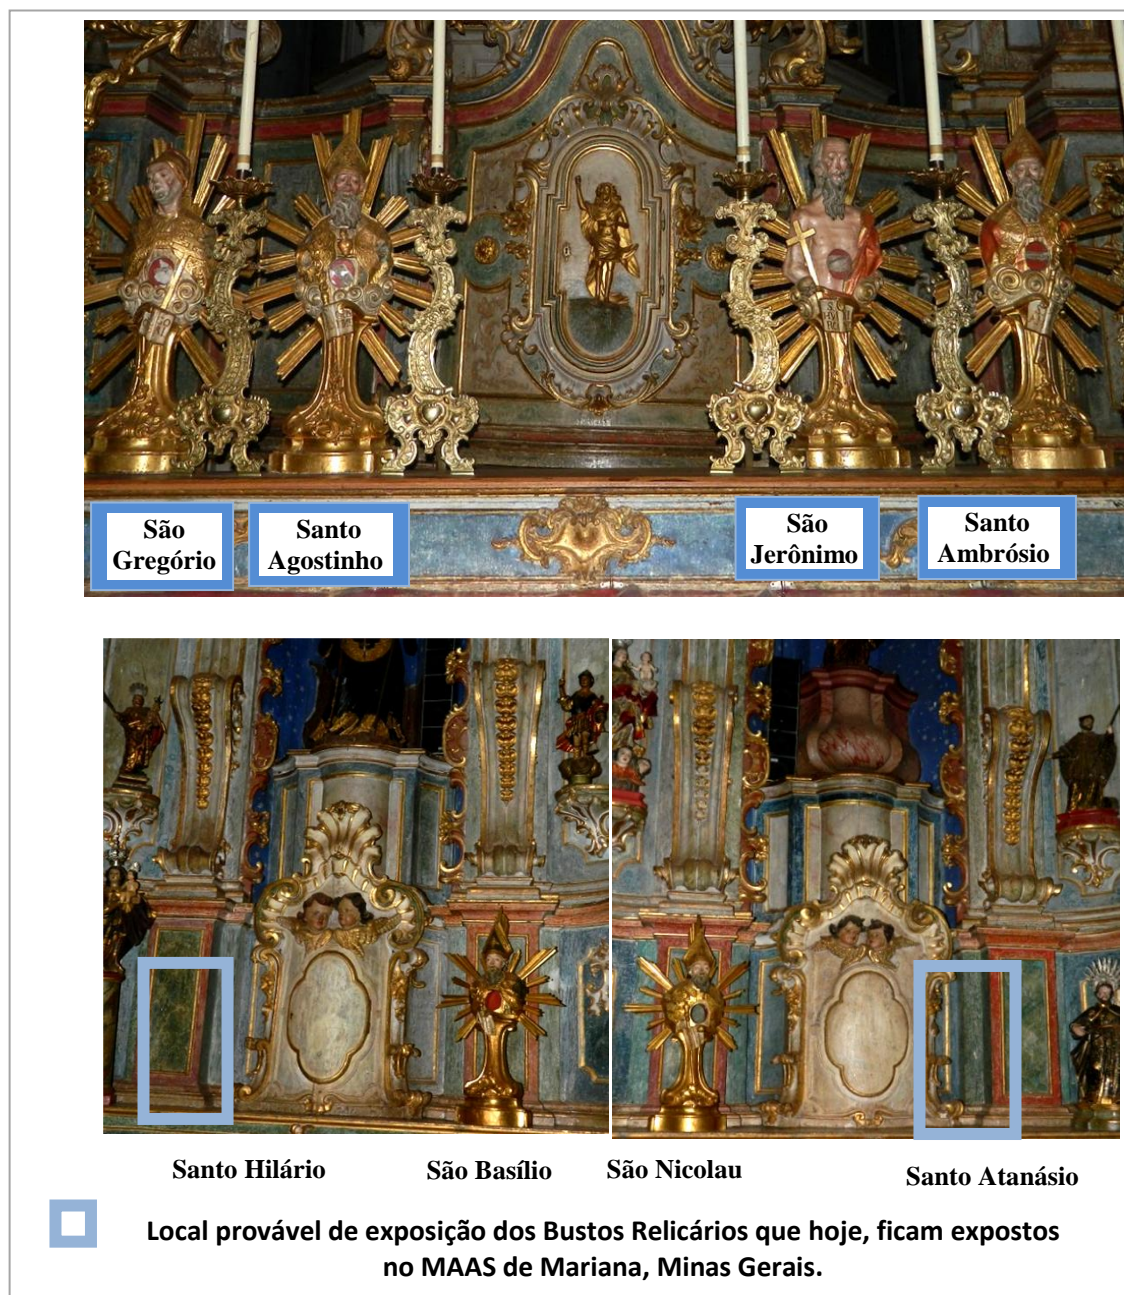 São
Gregório
Santo
Agostinho
São
Jerônimo
Santo
Ambrósio
Santo Hilário
São Basílio
São Nicolau
Santo Atanásio
Local provável de exposição dos Bustos Relicários que hoje, ficam expostos
no MAAS de Mariana, Minas Gerais.